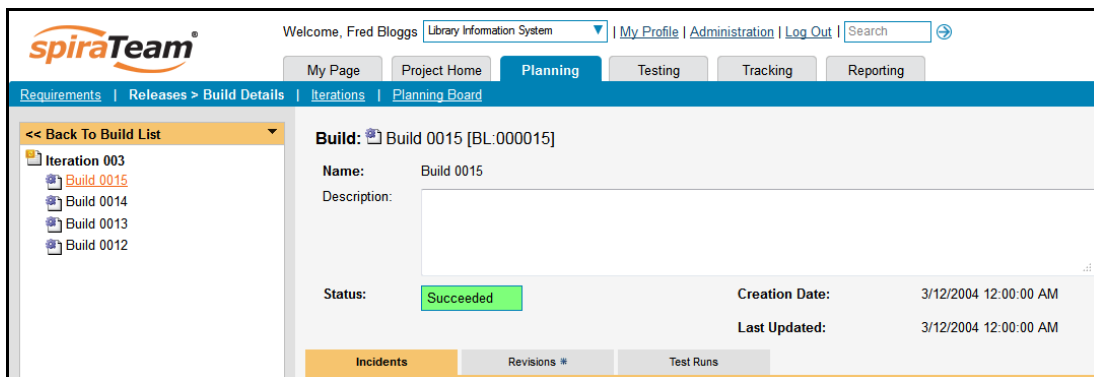 spiraTeam®
Welcome, Fred Bloggs Library Information System | My Profile | Administration | Log Out | Search
My Page Project Home Planning Testing Tracking Reporting
Requirements | Releases > Build Details | Iterations | Planning Board
<< Back To Build List
Iteration 003
Build 0015
Build 0014
Build 0013
Build 0012
Build: Build 0015 [BL:000015]
Name: Build 0015
Description:
Status: Succeeded Creation Date: 3/12/2004 12:00:00 AM
Last Updated: 3/12/2004 12:00:00 AM
Incidents Revisions * Test Runs